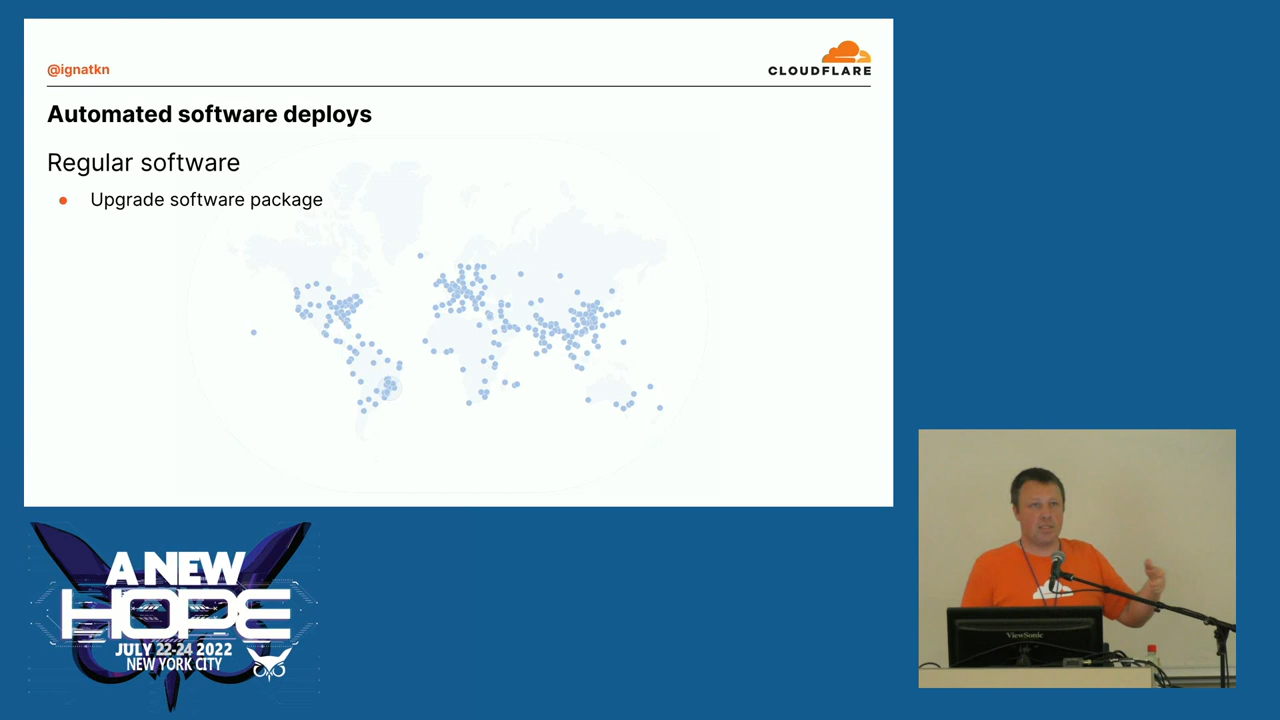 @ignatkn
CLOUDFLARE
Automated software deploys
Regular software
Upgrade software package
A NEW
HOPE
JULY 22-24 2022
NEW YORK CITY
ViewSonic